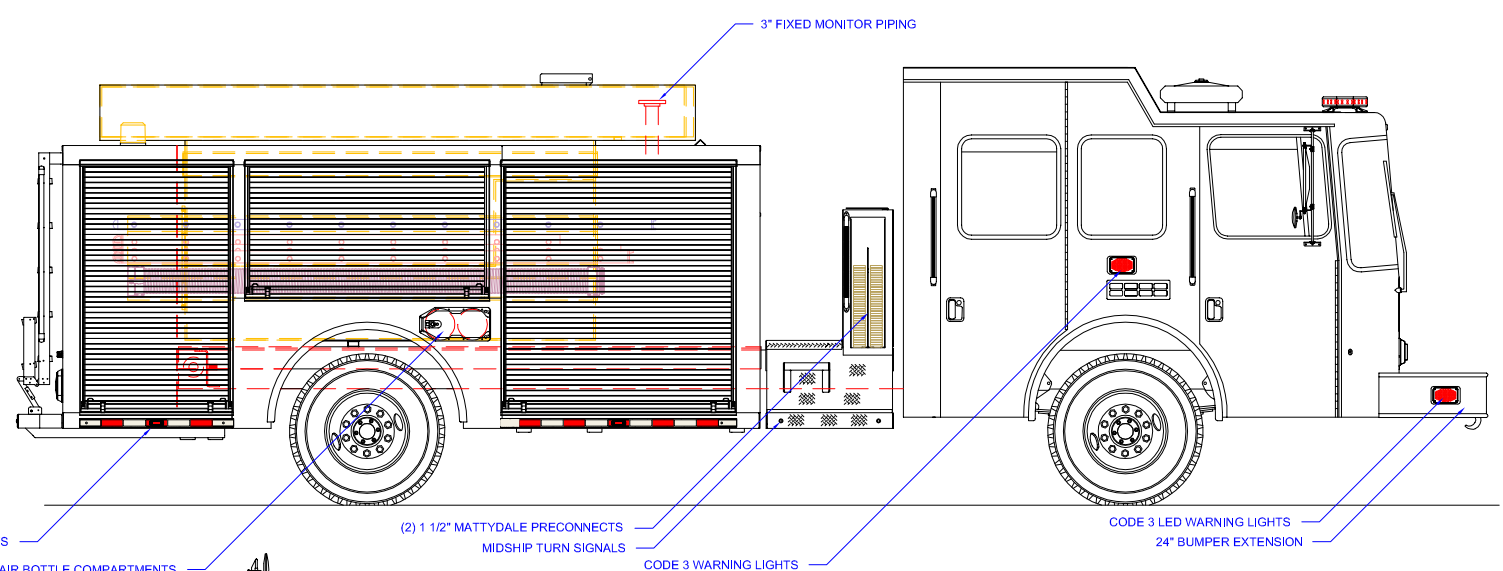 3" FIXED MONITOR PIPING
(2) 1 1/2" MATTYDALE PRECONNECTS
MIDSHIP TURN SIGNALS
CODE 3 WARNING LIGHTS
CODE 3 LED WARNING LIGHTS
24" BUMPER EXTENSION
S
AIR BOTTLE COMPARTMENTS